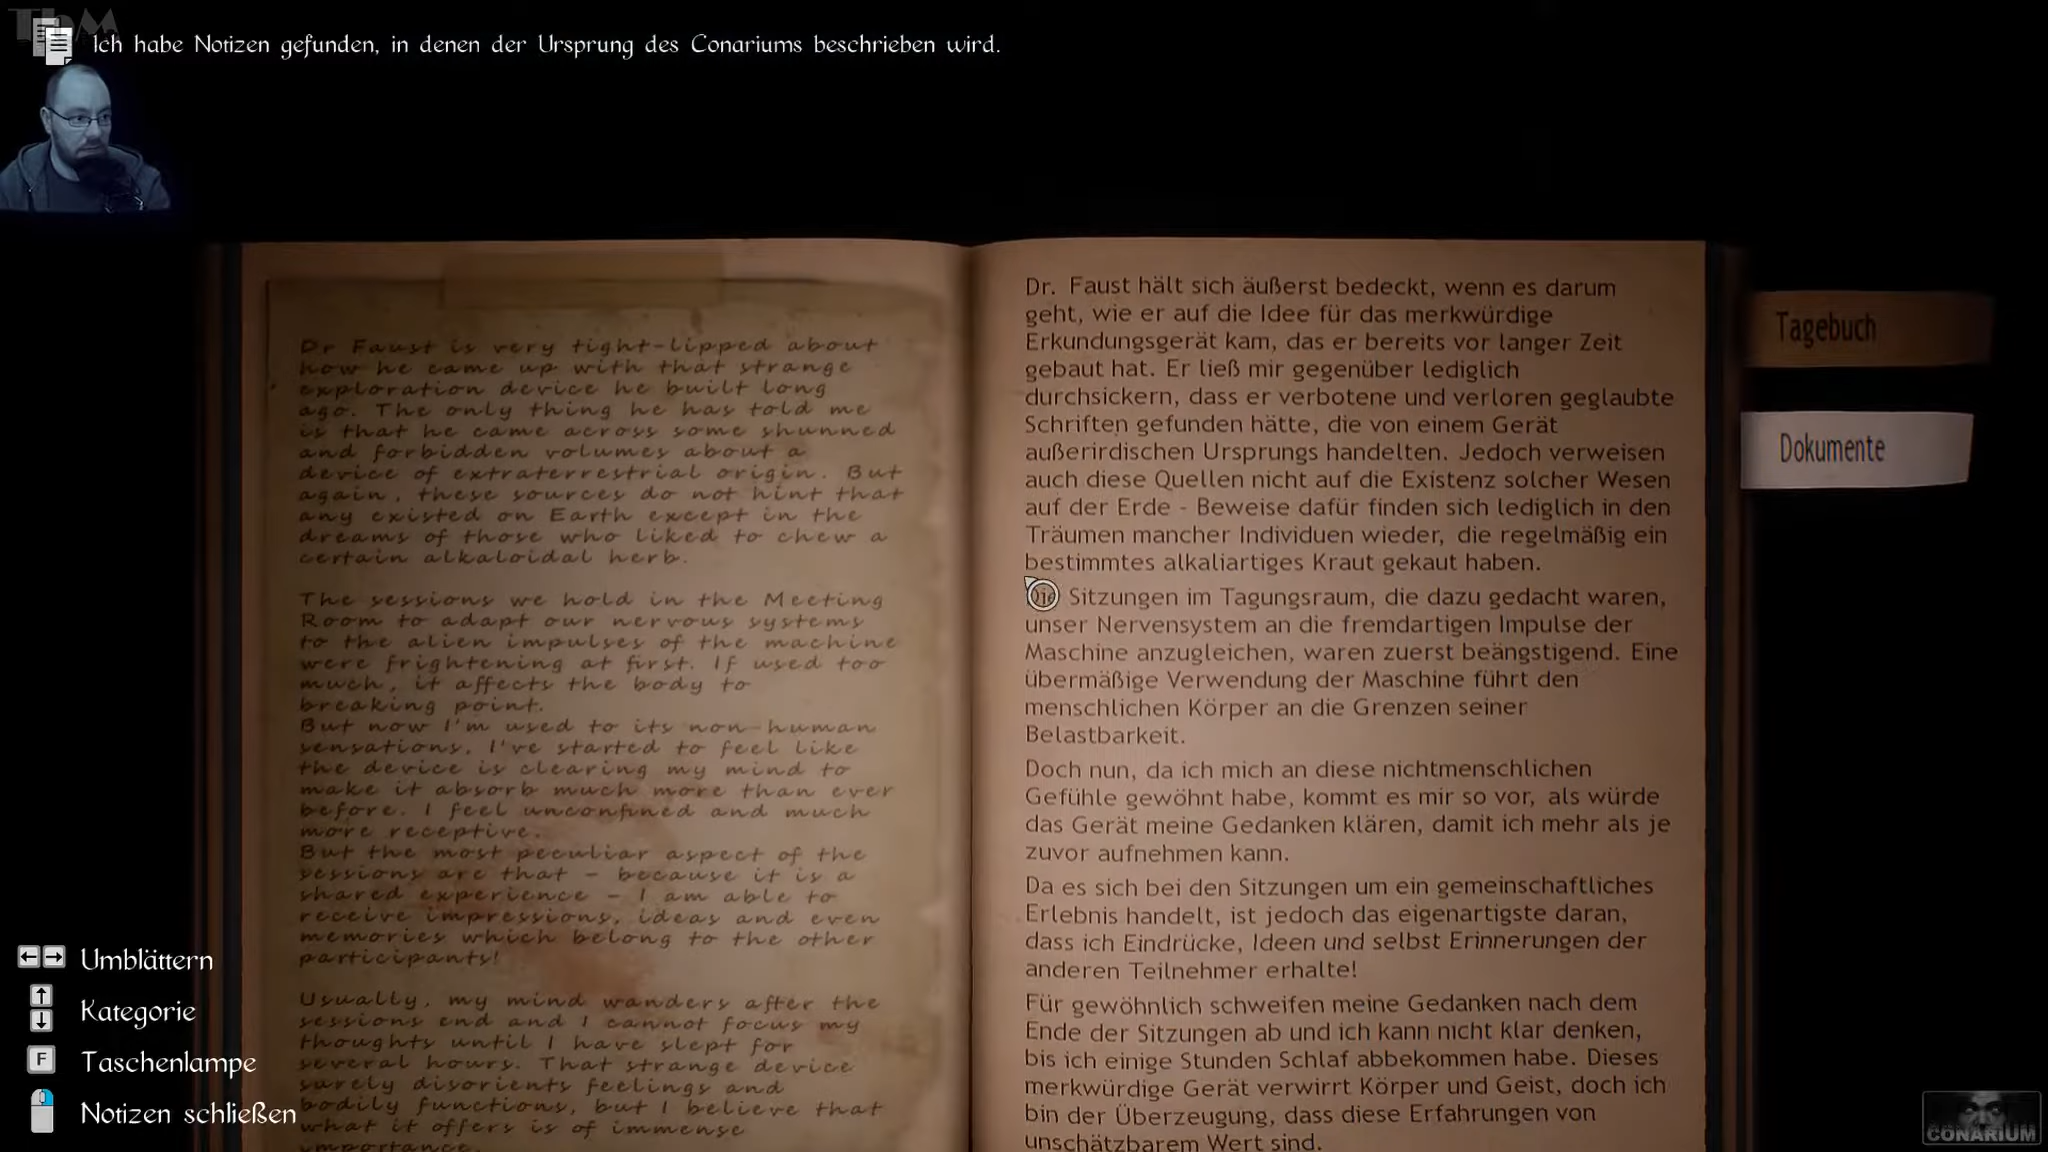 TbM
Ich habe Notizen gefunden, in denen der Ursprung des Conariums beschrieben wird.
Dr Faust is very tight-lipped about
how he came up with that strange
exploration device he built long
ago. The only thing he has told me
is that he came across some shunned
and forbidden volumes about a
device of extraterrestrial origin. But
again, these sources do not hint that
any existed on Earth except in the
dreams of those who liked to chew a
certain alkaloidal herb.
The sessions we hold in the Meeting
Room to adapt our nervous systems
to the alien impulses of the machine
were frightening at first. If used too
much, it affects the body to
breaking point.
But now I'm used to its non-human
sensations, I've started to feel like
the device is clearing my mind to
make it absorb much more than ever
before. I feel unconfined and much
more receptive.
But the most peculiar aspect of the
sessions are that - because it is a
shared experience - I am able to
receive impressions, ideas and even
memories which belong to the other
participants!
Usually, my mind wanders after the
sessions end and I cannot focus my
thoughts until I have slept for
several hours. That strange device
surely disorients feelings and
bodily functions, but I believe that
what it offers is of immense
importance.
Dr. Faust hält sich äußerst bedeckt, wenn es darum
geht, wie er auf die Idee für das merkwürdige
Erkundungsgerät kam, das er bereits vor langer Zeit
gebaut hat. Er ließ mir gegenüber lediglich
durchsickern, dass er verbotene und verloren geglaubte
Schriften gefunden hätte, die von einem Gerät
außerirdischen Ursprungs handelten. Jedoch verweisen
auch diese Quellen nicht auf die Existenz solcher Wesen
auf der Erde - Beweise dafür finden sich lediglich in den
Träumen mancher Individuen wieder, die regelmäßig ein
bestimmtes alkaliartiges Kraut gekaut haben.
Die Sitzungen im Tagungsraum, die dazu gedacht waren,
unser Nervensystem an die fremdartigen Impulse der
Maschine anzugleichen, waren zuerst beängstigend. Eine
übermäßige Verwendung der Maschine führt den
menschlichen Körper an die Grenzen seiner
Belastbarkeit.
Doch nun, da ich mich an diese nichtmenschlichen
Gefühle gewöhnt habe, kommt es mir so vor, als würde
das Gerät meine Gedanken klären, damit ich mehr als je
zuvor aufnehmen kann.
Da es sich bei den Sitzungen um ein gemeinschaftliches
Erlebnis handelt, ist jedoch das eigenartigste daran,
dass ich Eindrücke, Ideen und selbst Erinnerungen der
anderen Teilnehmer erhalte!
Für gewöhnlich schweifen meine Gedanken nach dem
Ende der Sitzungen ab und ich kann nicht klar denken,
bis ich einige Stunden Schlaf abbekommen habe. Dieses
merkwürdige Gerät verwirrt Körper und Geist, doch ich
bin der Überzeugung, dass diese Erfahrungen von
unschätzbarem Wert sind.
Tagebuch
Dokumente
Umblättern
Kategorie
F Taschenlampe
Notizen schließen
CONARIUM